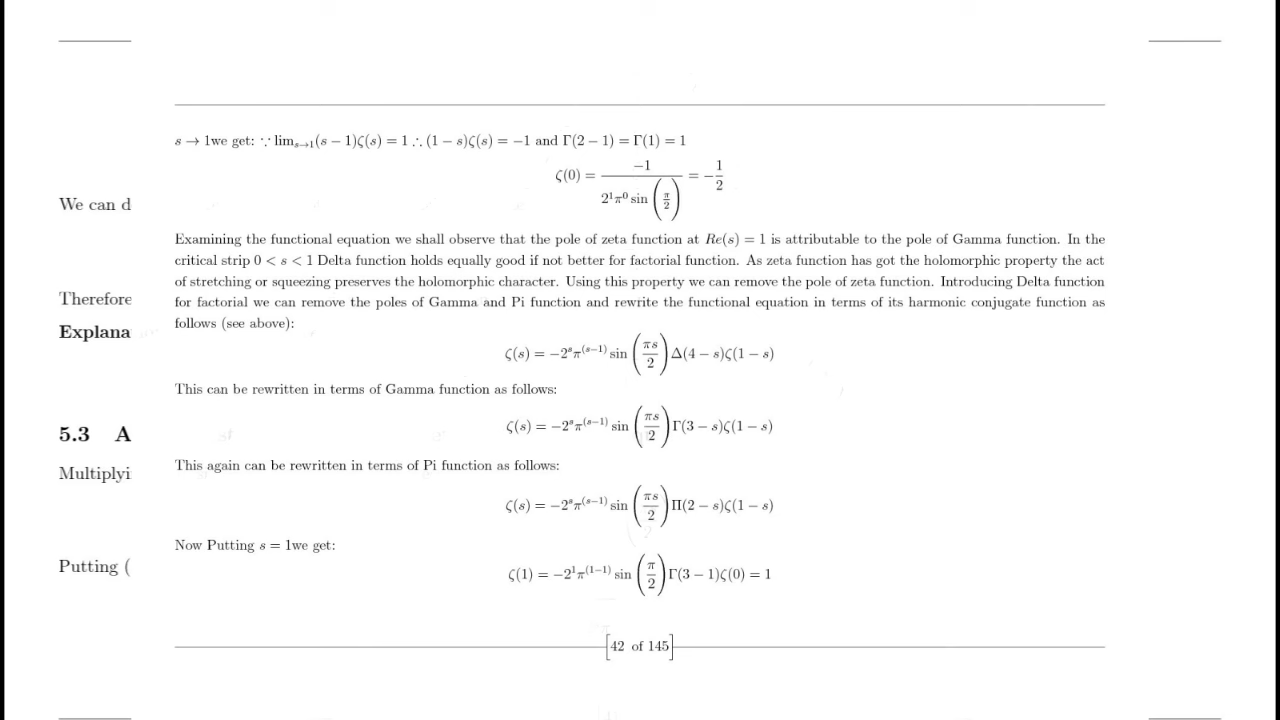 s → 1we get: ∵ lim_{s→1}(s − 1)ζ(s) = 1 ∴ (1 − s)ζ(s) = −1 and Γ(2 − 1) = Γ(1) = 1
ζ(0) = \frac{-1}{2^1 π^0 sin(\frac{π}{2})} = −\frac{1}{2}
We can d
Examining the functional equation we shall observe that the pole of zeta function at Re(s) = 1 is attributable to the pole of Gamma function. In the
critical strip 0 < s < 1 Delta function holds equally good if not better for factorial function. As zeta function has got the holomorphic property the act
of stretching or squeezing preserves the holomorphic character. Using this property we can remove the pole of zeta function. Introducing Delta function
for factorial we can remove the poles of Gamma and Pi function and rewrite the functional equation in terms of its harmonic conjugate function as
follows (see above):
Therefore
Explana
ζ(s) = −2^s π^{(s−1)} sin(\frac{πs}{2})Δ(4 − s)ζ(1 − s)
This can be rewritten in terms of Gamma function as follows:
ζ(s) = −2^s π^{(s−1)} sin(\frac{πs}{2})Γ(3 − s)ζ(1 − s)
5.3 A
This again can be rewritten in terms of Pi function as follows:
Multiplyi
ζ(s) = −2^s π^{(s−1)} sin(\frac{πs}{2})Π(2 − s)ζ(1 − s)
Now Putting s = 1we get:
Putting (
ζ(1) = −2^1 π^{(1−1)} sin(\frac{π}{2})Γ(3 − 1)ζ(0) = 1
[42 of 145]